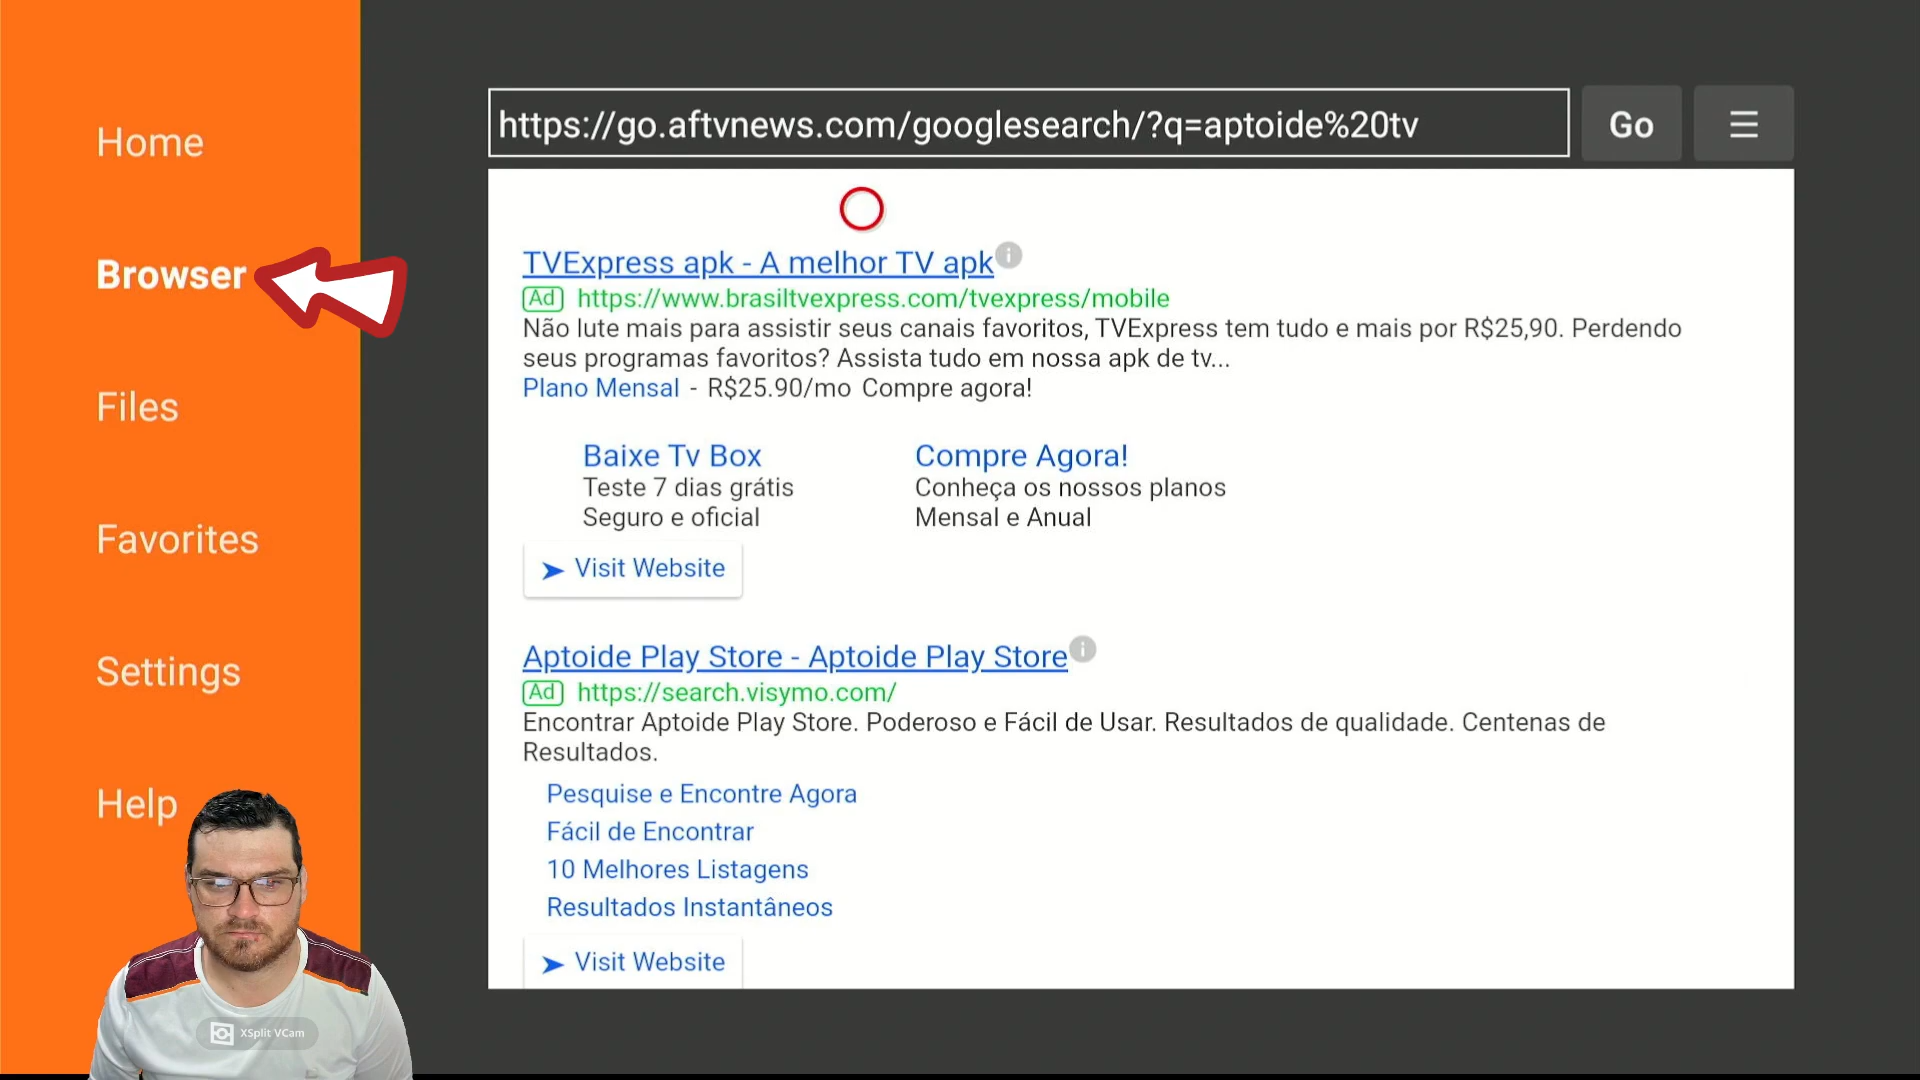 Home
Browser
Files
Favorites
Settings
Help
https://go.aftvnews.com/googlesearch/?q=aptoide%20tv
Go
TVExpress apk - A melhor TV apk
Ad https://www.brasiltvexpress.com/tvexpress/mobile
Não lute mais para assistir seus canais favoritos, TVExpress tem tudo e mais por R$25,90. Perdendo
seus programas favoritos? Assista tudo em nossa apk de tv...
Plano Mensal - R$25.90/mo Compre agora!
Baixe Tv Box
Teste 7 dias grátis
Seguro e oficial
Compre Agora!
Conheça os nossos planos
Mensal e Anual
Visit Website
Aptoide Play Store - Aptoide Play Store
Ad https://search.visymo.com/
Encontrar Aptoide Play Store. Poderoso e Fácil de Usar. Resultados de qualidade. Centenas de
Resultados.
Pesquise e Encontre Agora
Fácil de Encontrar
10 Melhores Listagens
Resultados Instantâneos
Visit Website
XSplit VCam